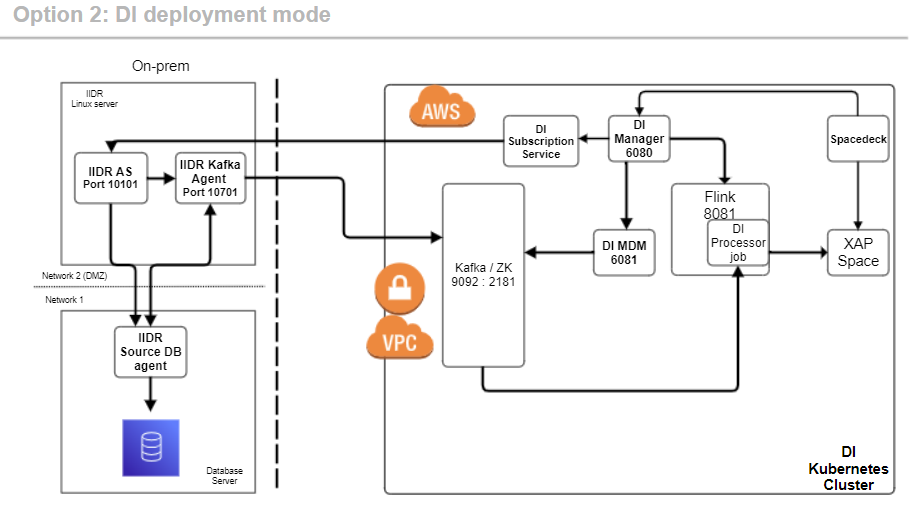 Option 2: DI deployment mode
On-prem
IIDR
Linux server
IIDR AS
Port 10101
IIDR Kafka
Agent
Port 10701
Network 2 (DMZ)
Network 1
IIDR
Source DB
agent
Database
Server
AWS
DI
Subscription
Service
DI
Manager
6080
Spacedeck
Flink
8081
DI
Processor
job
DI MDM
6081
XAP
Space
Kafka / ZK
9092 : 2181
VPC
DI
Kubernetes
Cluster